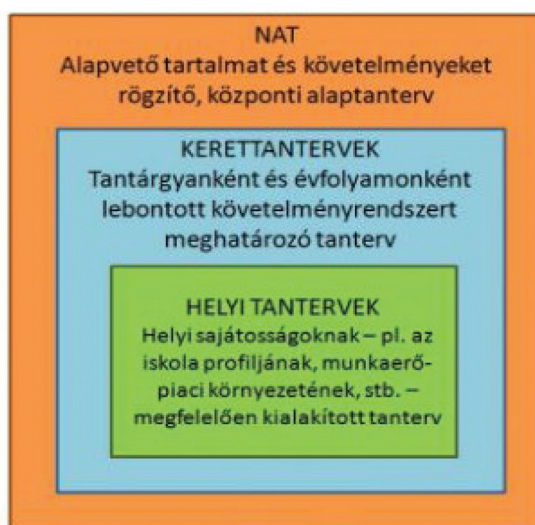 NAT
Alapvető tartalmat és követelményeket
rögzítő, központi alaptanterv
KERETTANTERVEK
Tantárgyanként és évfolyamonként
lebontott követelményrendszert
meghatározó tanterv
HELYI TANTERVEK
Helyi sajátosságoknak – pl. az
iskola profiljának, munkaerő-
piaci környezetének, stb. –
megfelelően kialakított tanterv